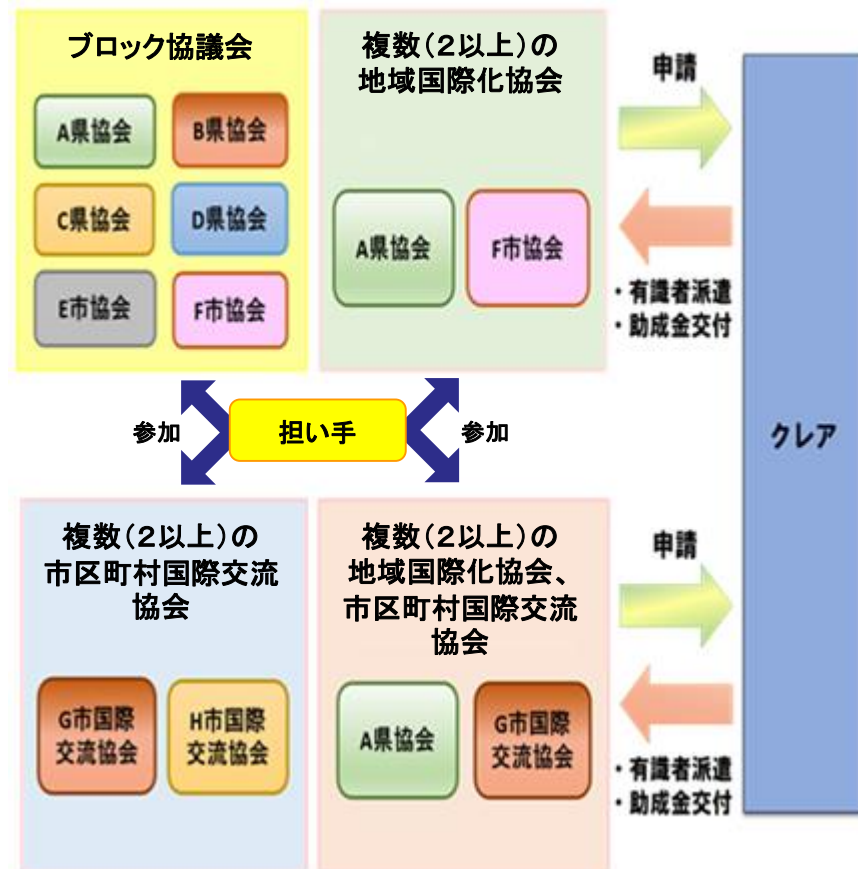 ブロック協議会
A県協会
B県協会
C県協会
D県協会
E市協会
F市協会
複数(2以上)の
地域国際化協会
A県協会
F市協会
申請
・有識者派遣
・助成金交付
クレア
参加
担い手
参加
複数(2以上)の
市区町村国際交流
協会
G市国際
交流協会
H市国際
交流協会
複数(2以上)の
地域国際化協会、
市区町村国際交流
協会
A県協会
G市国際
交流協会
申請
・有識者派遣
・助成金交付